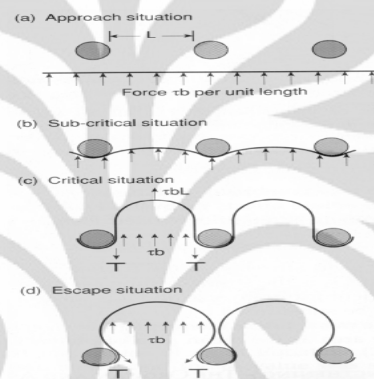 (a) Approach situation
L
Force τb per unit length
(b) Sub-critical situation
(c) Critical situation
τbL
τb
T T
(d) Escape situation
τb
T T